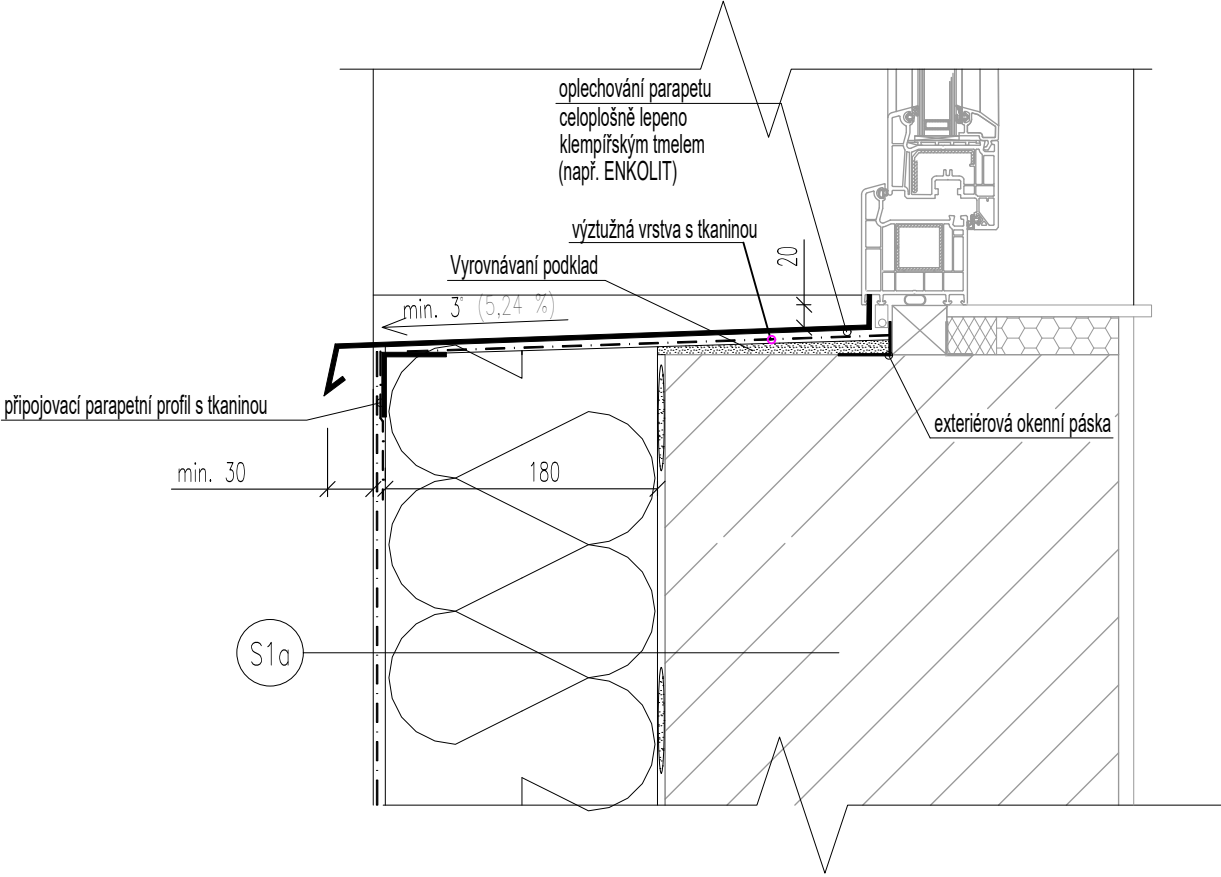 oplechování parapetu
celoplošně lepeno
klempířským tmelem
(např. ENKOLIT)
výztužná vrstva s tkaninou
20
Vyrovnávaní podklad
min. 3° (5,24 %)
připojovací parapetní profil s tkaninou
exteriérová okenní páska
min. 30
180
S1a